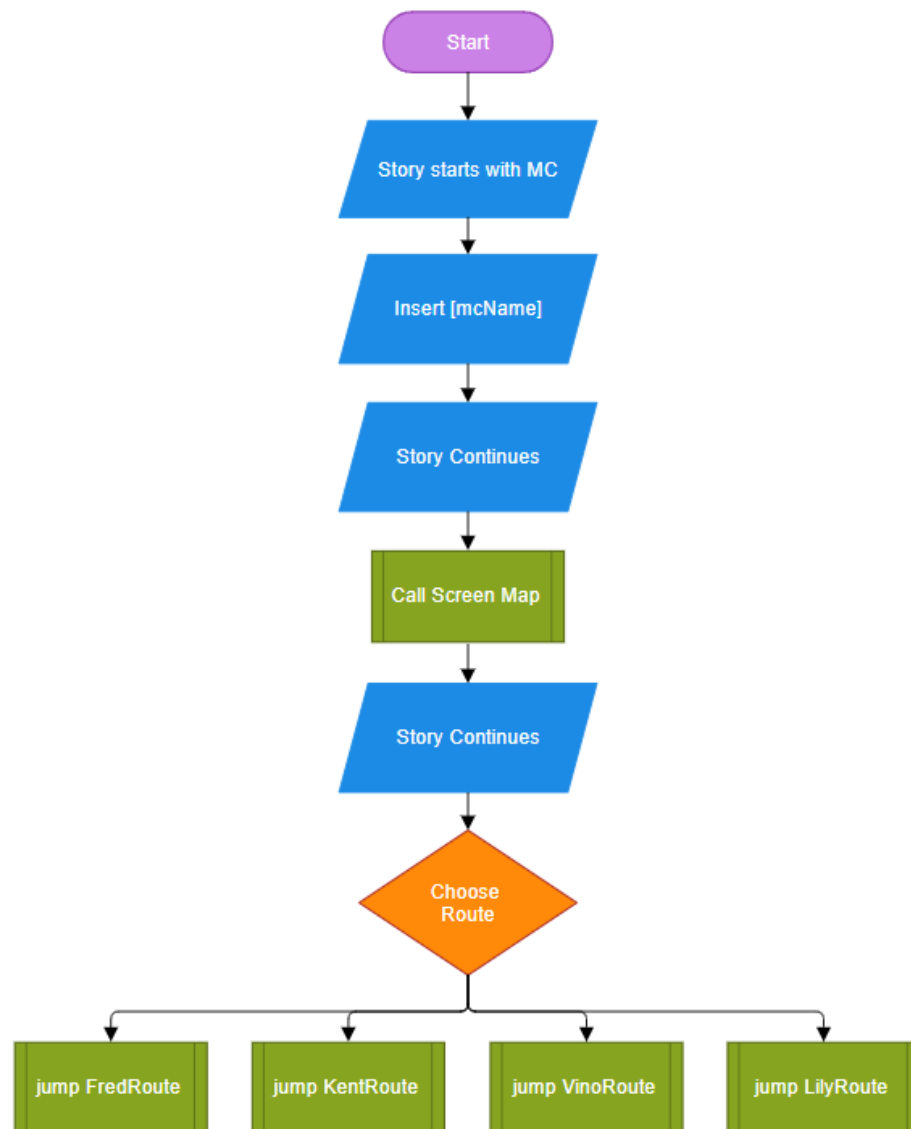 Start
Story starts with MC
Insert [mcName]
Story Continues
Call Screen Map
Story Continues
Choose
Route
jump FredRoute
jump KentRoute
jump VinoRoute
jump LilyRoute